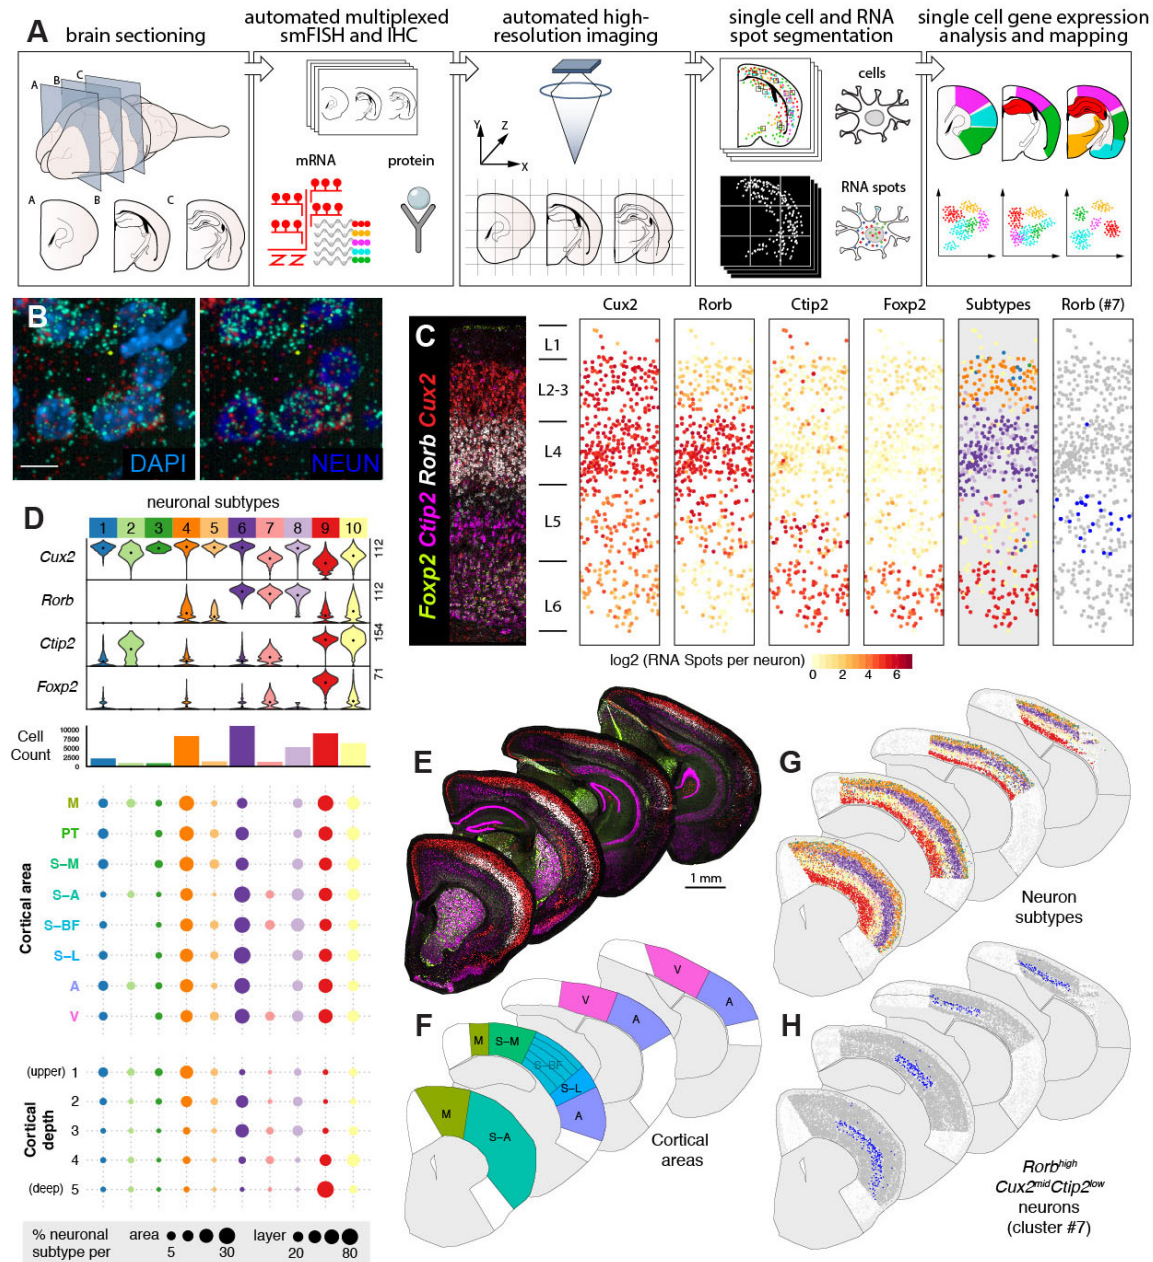 A
brain sectioning
automated multiplexed
smFISH and IHC
automated high-
resolution imaging
single cell and RNA
spot segmentation
single cell gene expression
analysis and mapping
A
B
C
A
B
C
mRNA
protein
Y
Z
X
cells
RNA spots
B
DAPI
NEUN
C
Foxp2 Ctip2 Rorb Cux2
L1
L2-3
L4
L5
L6
Cux2
Rorb
Ctip2
Foxp2
Subtypes
Rorb (#7)
log2 (RNA Spots per neuron)
0 2 4 6
D
neuronal subtypes
1 2 3 4 5 6 7 8 9 10
Cux2
112
Rorb
112
Ctip2
154
Foxp2
71
Cell
Count
10000
7500
5000
2500
0
Cortical area
M
PT
S–M
S–A
S–BF
S–L
A
V
Cortical
depth
(upper) 1
2
3
4
(deep) 5
% neuronal
subtype per
area
5 30
layer
20 80
E
1 mm
F
M
S–A
M
S–M
S–BF
S–L
A
V
A
V
A
Cortical
areas
G
Neuron
subtypes
H
Rorbhigh
Cux2midCtip2low
neurons
(cluster #7)